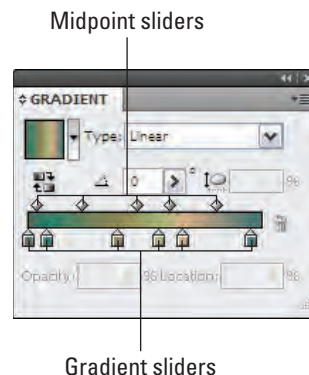 Midpoint sliders
GRADIENT
Type: Linear
0 ° %
Opacity: % Location: %
Gradient sliders